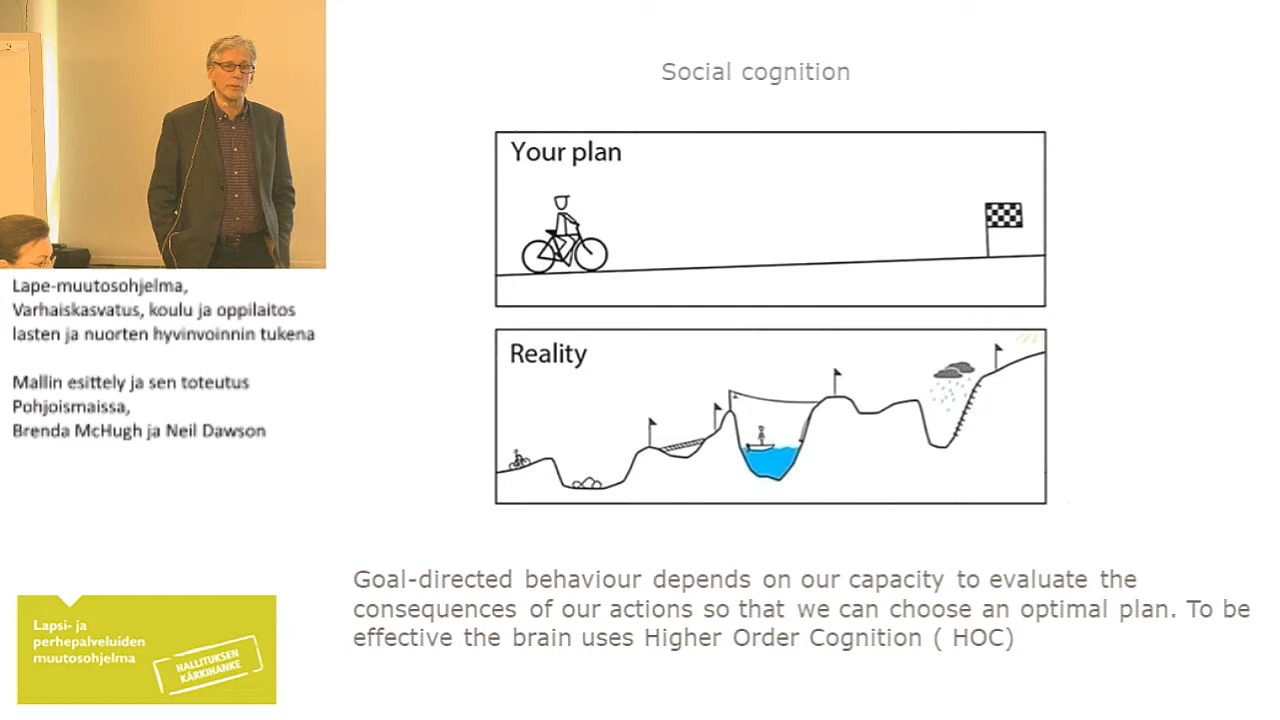 Social cognition
Your plan
Reality
Lape-muutosohjelma,
Varhaiskasvatus, koulu ja oppilaitos
lasten ja nuorten hyvinvoinnin tukena
Mallin esittely ja sen toteutus
Pohjoismaissa,
Brenda McHugh ja Neil Dawson
Goal-directed behaviour depends on our capacity to evaluate the
consequences of our actions so that we can choose an optimal plan. To be
effective the brain uses Higher Order Cognition ( HOC)
Lapsi- ja
perhepalveluiden
muutosohjelma
HALLITUKSEN
KÄRKIHANKE